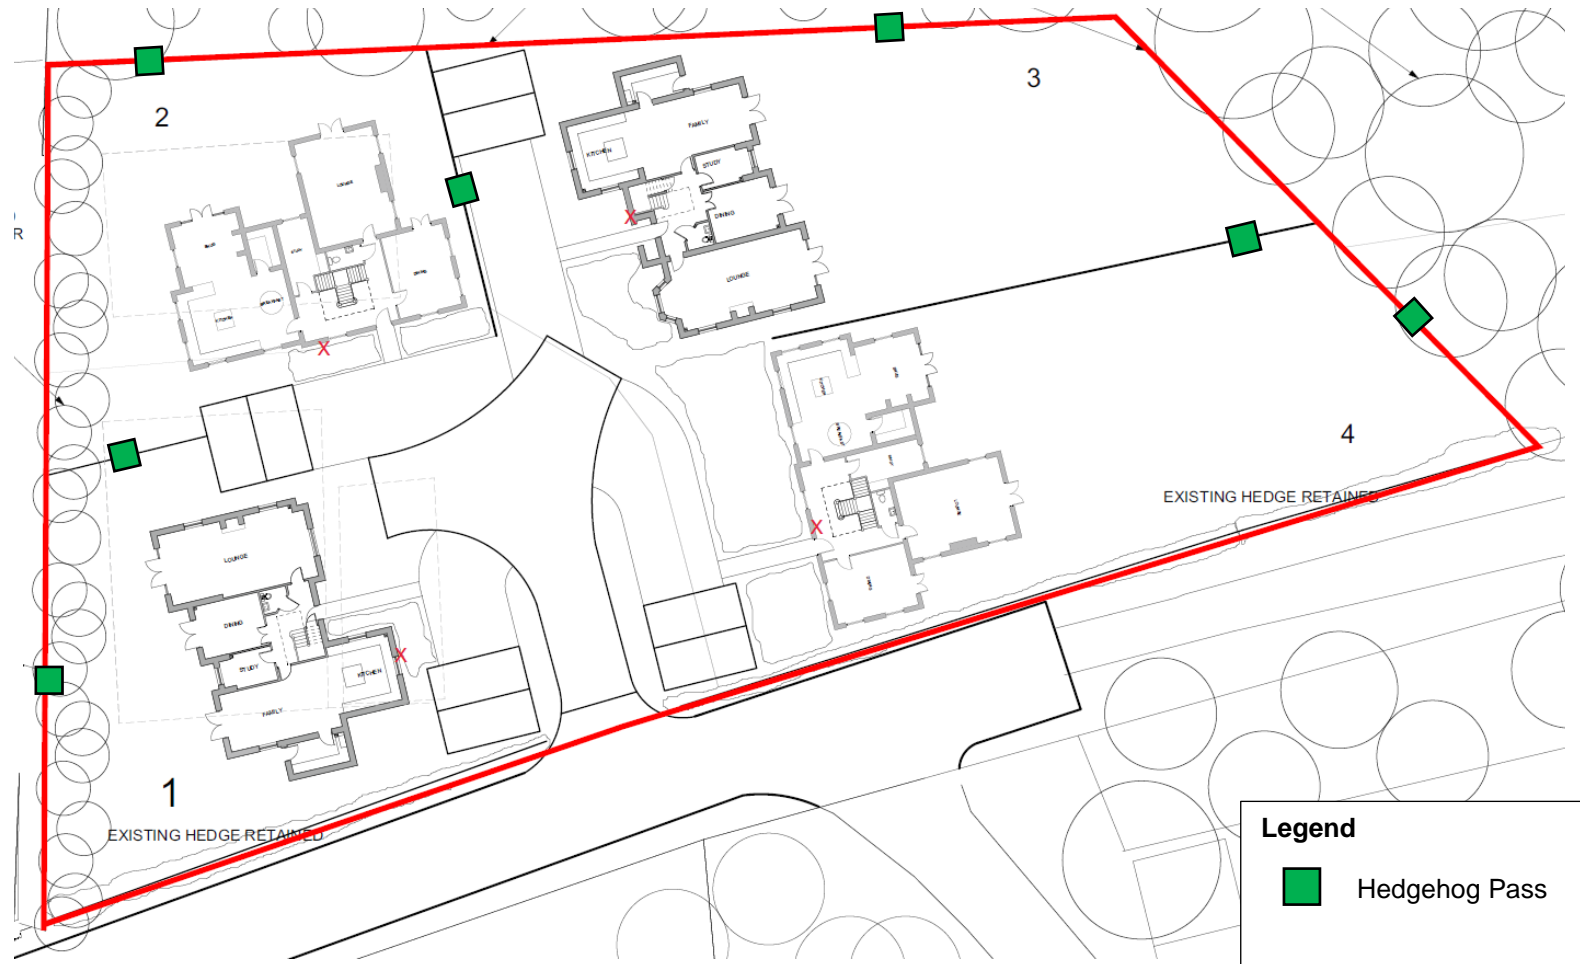 2
3
FAMILY
KITCHEN
STUDY
DINING
LOUNGE
X
R
X
4
EXISTING HEDGE RETAINED
X
LOUNGE
DINING
STUDY
KITCHEN
X
FAMILY
1
EXISTING HEDGE RETAINED
Legend
Hedgehog Pass